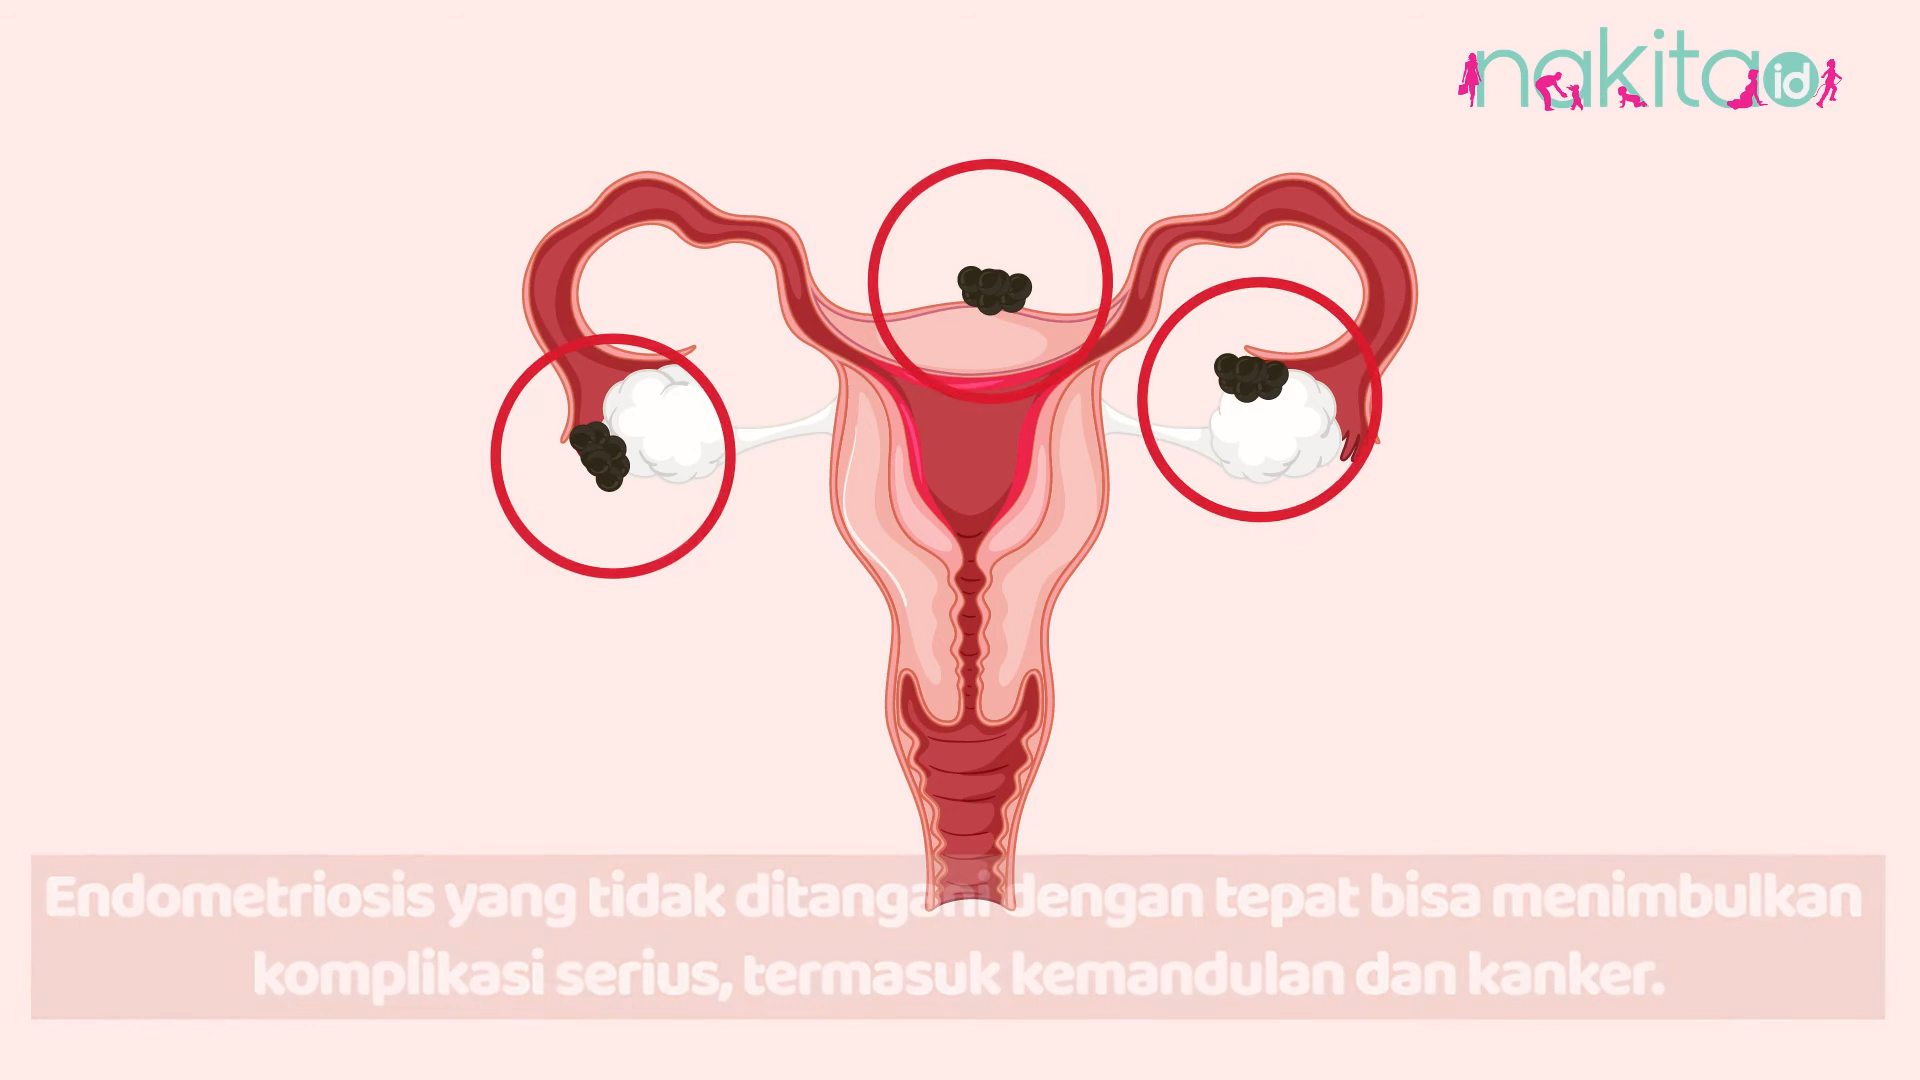 nakita id
Endometriosis yang tidak ditangani dengan tepat bisa menimbulkan
komplikasi serius, termasuk kemandulan dan kanker.